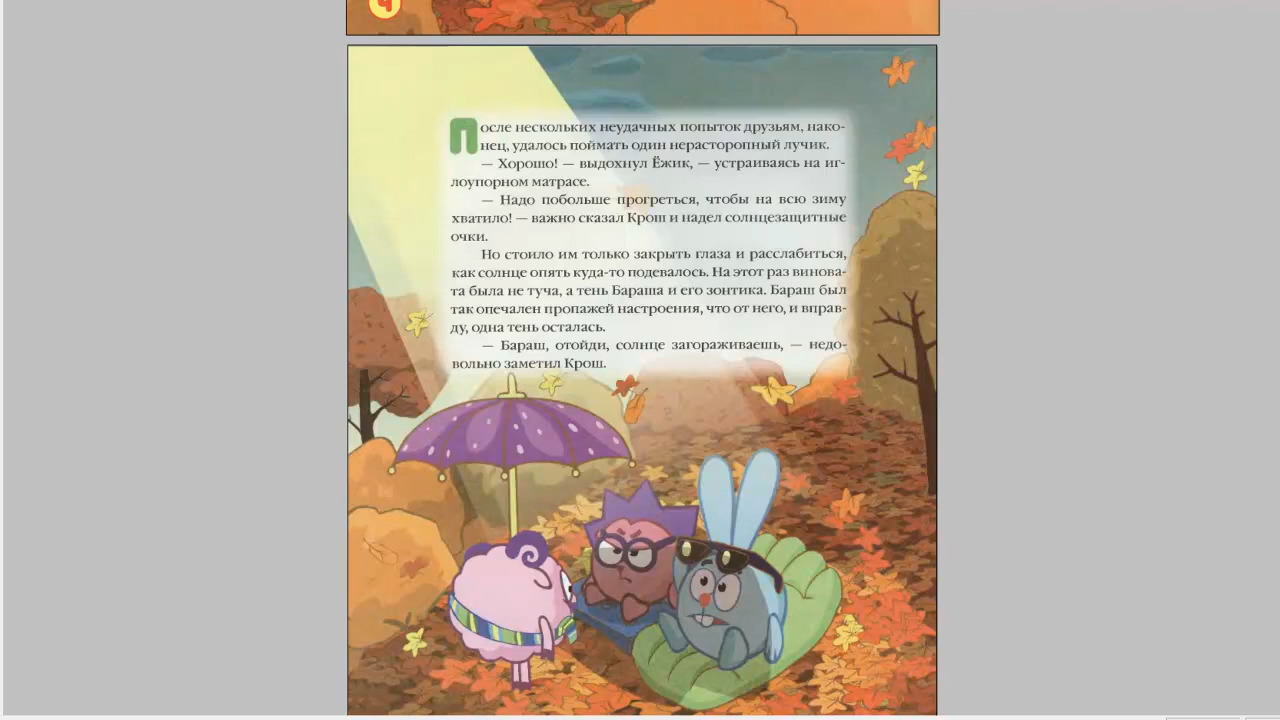 4
После нескольких неудачных попыток друзьям, нако-
нец, удалось поймать один нерасторопный лучик.
— Хорошо! — выдохнул Ёжик, — устраиваясь на иг-
лоупорном матрасе.
— Надо побольше прогреться, чтобы на всю зиму
хватило! — важно сказал Крош и надел солнцезащитные
очки.
Но стоило им только закрыть глаза и расслабиться,
как солнце опять куда-то подевалось. На этот раз винова-
та была не туча, а тень Бараша и его зонтика. Бараш был
так опечален пропажей настроения, что от него, и вправ-
ду, одна тень осталась.
— Бараш, отойди, солнце загораживаешь, — недо-
вольно заметил Крош.